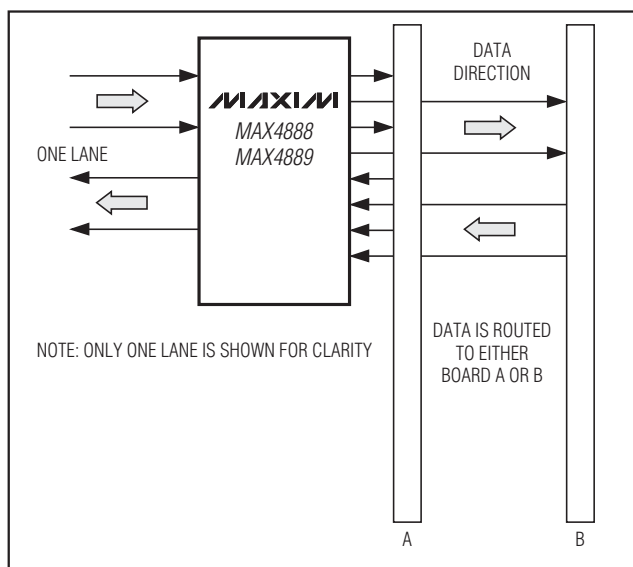 DATA
DIRECTION
MAXIM
MAX4888
MAX4889
ONE LANE
NOTE: ONLY ONE LANE IS SHOWN FOR CLARITY
DATA IS ROUTED
TO EITHER
BOARD A OR B
A
B